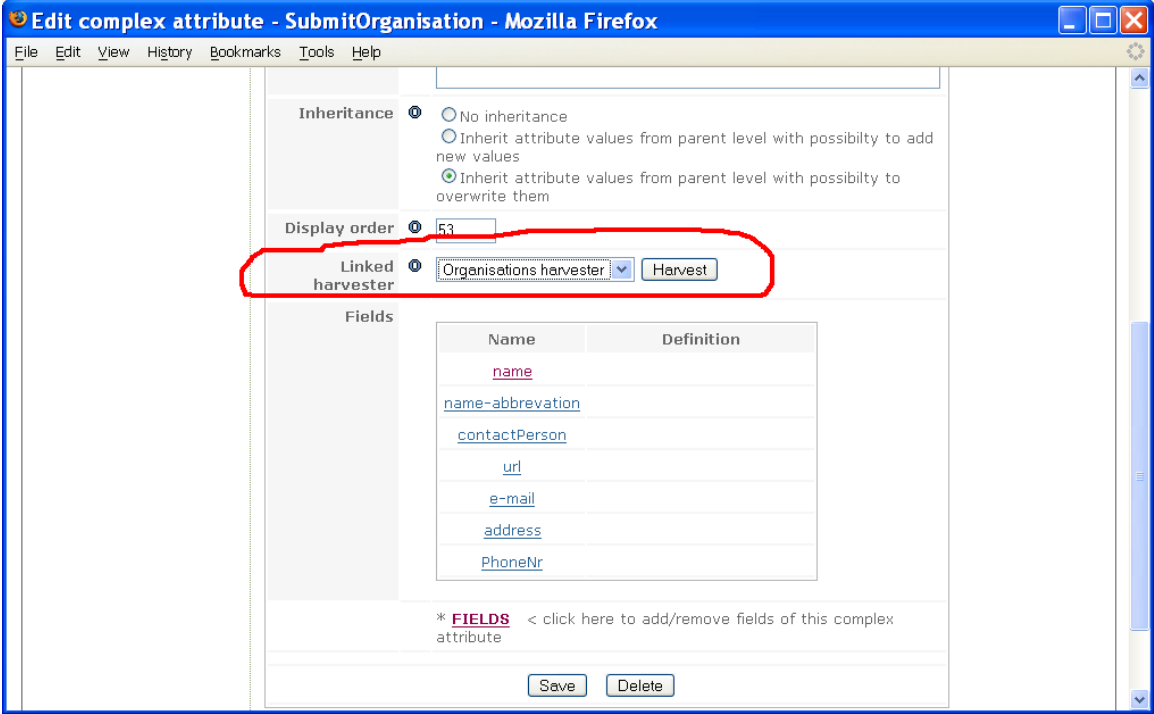 Edit complex attribute - SubmitOrganisation - Mozilla Firefox
File Edit View History Bookmarks Tools Help
Inheritance No inheritance
Inherit attribute values from parent level with possibilty to add
new values
Inherit attribute values from parent level with possibilty to
overwrite them
Display order 53
Linked
harvester Organisations harvester Harvest
Fields
Name Definition
name
name-abbrevation
contactPerson
url
e-mail
address
PhoneNr
* FIELDS < click here to add/remove fields of this complex
attribute
Save Delete